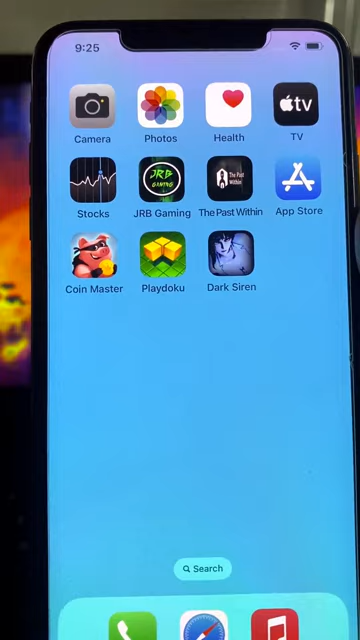 9:25
tv
Camera
Photos
Health
TV
JRB
GAMING
The Past
Within
Stocks
JRB Gaming
The Past Within
App Store
Coin Master
Playdoku
Dark Siren
Search